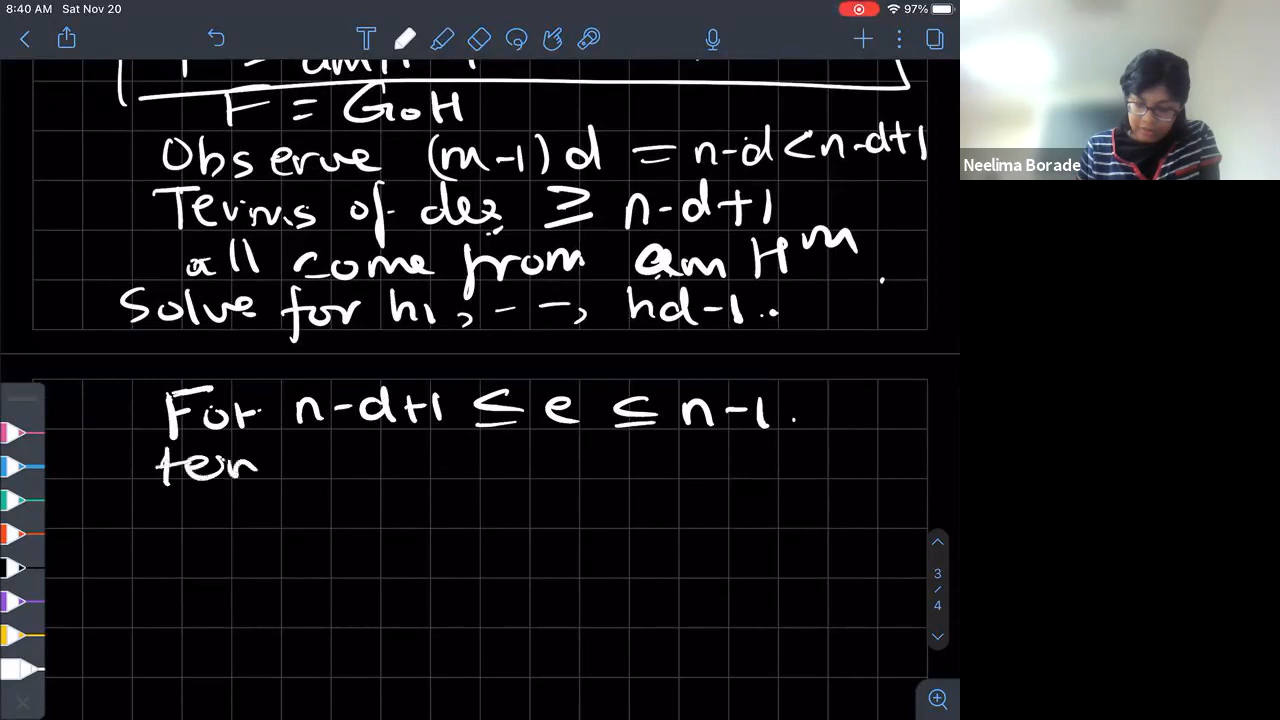 8:40 AM Sat Nov 20
97%
F = G∘H
Observe (m-1)d = n-d < n-d+1
Terms of deg ≥ n-d+1
all come from am H^m.
Solve for h1, - -, hd-1.
For n-d+1 ≤ e ≤ n-1.
ter
3
4
Neelima Borade